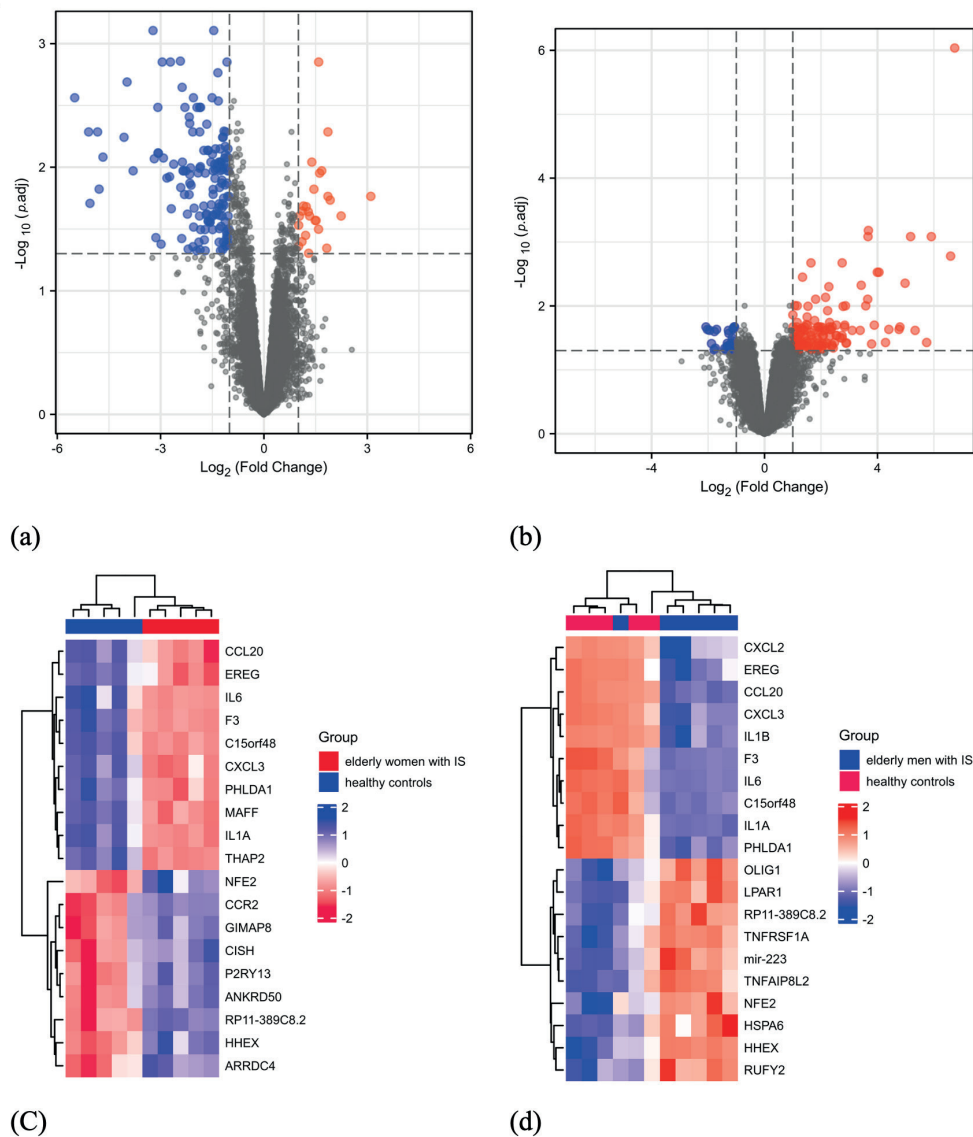 3
2
1
0
-Log 10 (p.adj)
-6
-3
0
3
6
Log2 (Fold Change)
(a)
6
4
2
0
-Log 10 (p.adj)
-4
0
4
Log2 (Fold Change)
(b)
CCL20
EREG
IL6
F3
C15orf48
CXCL3
PHLDA1
MAFF
IL1A
THAP2
NFE2
CCR2
GIMAP8
CISH
P2RY13
ANKRD50
RP11-389C8.2
HHEX
ARRDC4
Group
elderly women with IS
healthy controls
2
1
0
-1
-2
(C)
CXCL2
EREG
CCL20
CXCL3
IL1B
F3
IL6
C15orf48
IL1A
PHLDA1
OLIG1
LPAR1
RP11-389C8.2
TNFRSF1A
mir-223
TNFAIP8L2
NFE2
HSPA6
HHEX
RUFY2
Group
elderly men with IS
healthy controls
2
1
0
-1
-2
(d)